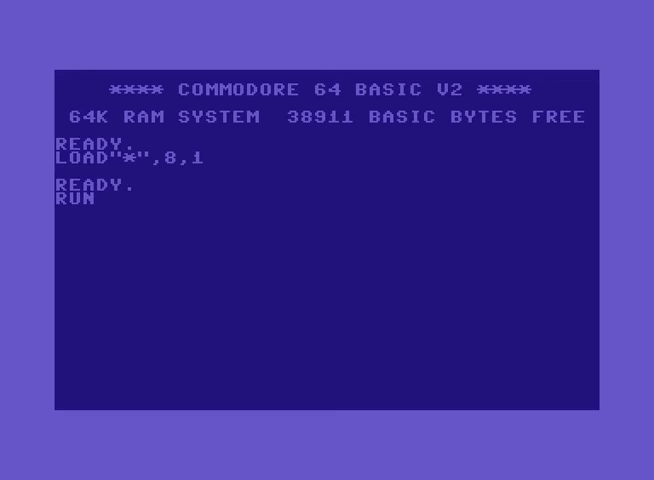 **** COMMODORE 64 BASIC V2 ****
64K RAM SYSTEM  38911 BASIC BYTES FREE
READY.
LOAD"*",8,1
READY.
RUN